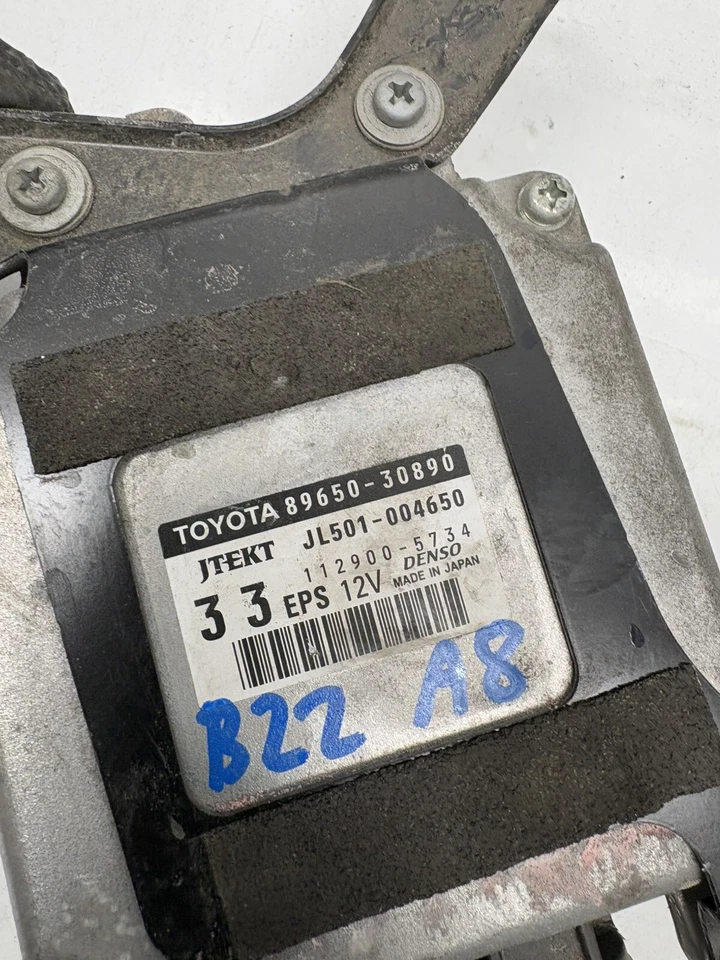 TOYOTA 89650-30890
JTEKT JL501-004650
112900-5734
33 EPS 12V DENSO
MADE IN JAPAN
B22 A8